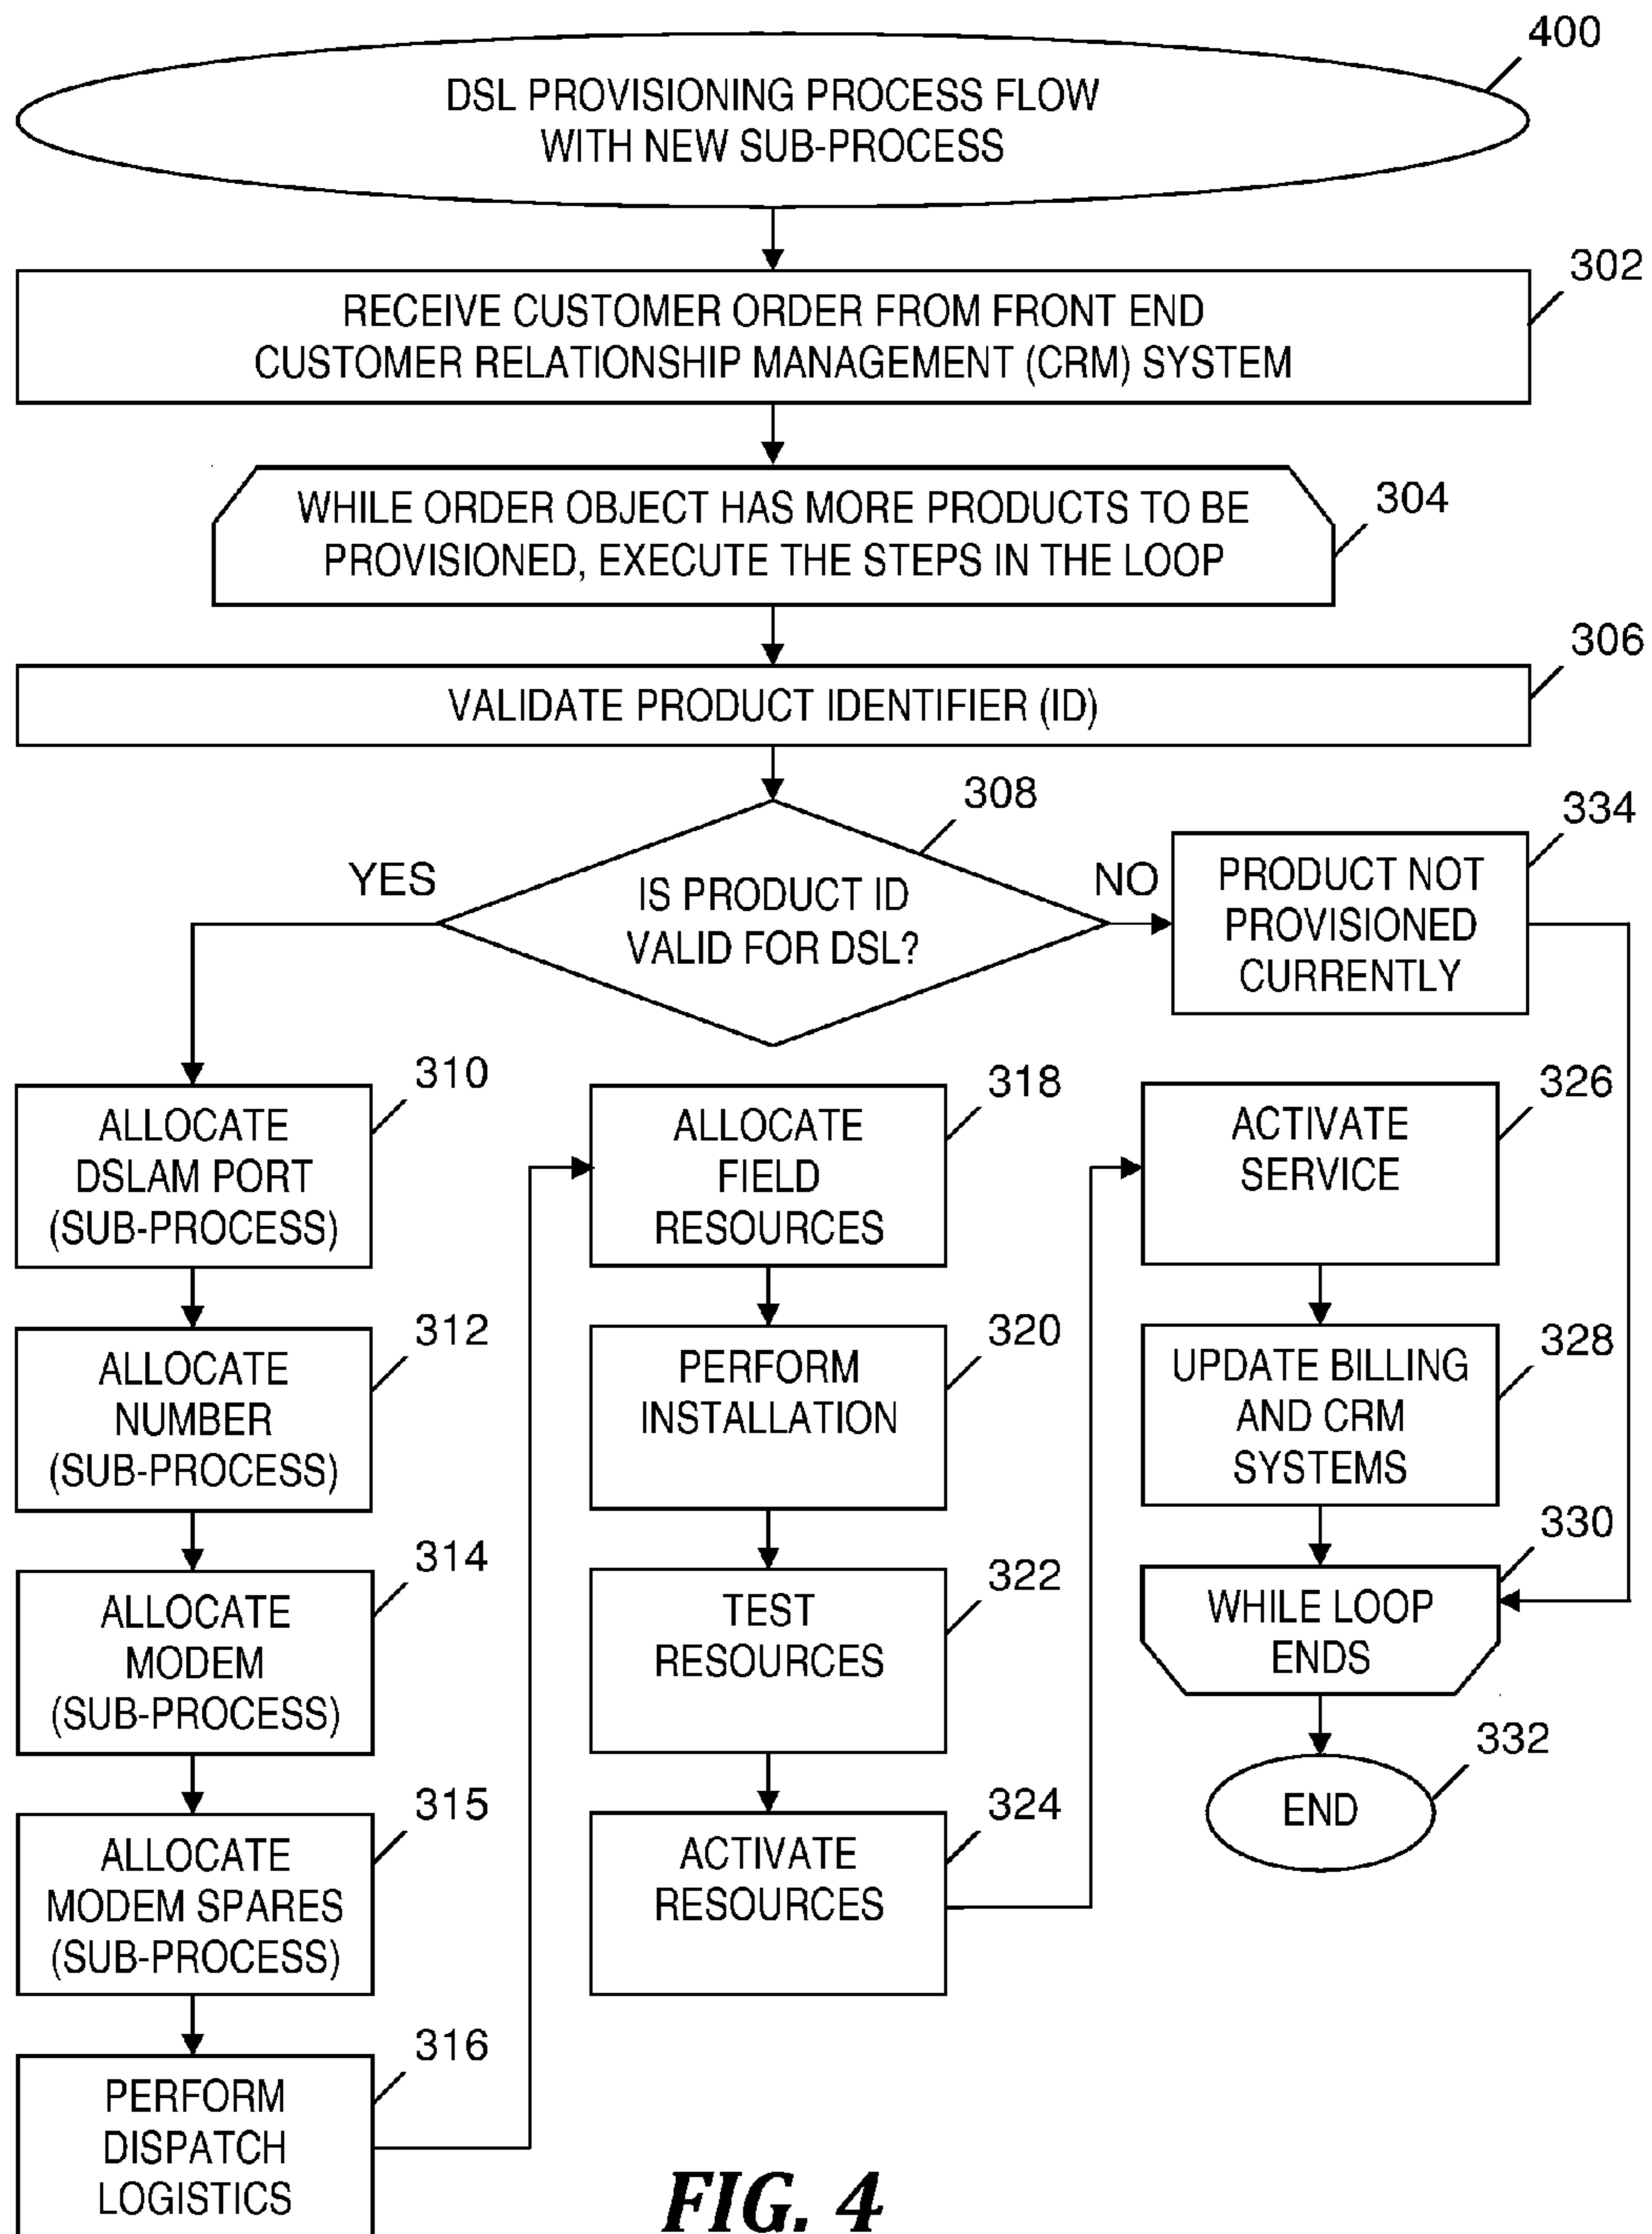 400
DSL PROVISIONING PROCESS FLOW
WITH NEW SUB-PROCESS
302
RECEIVE CUSTOMER ORDER FROM FRONT END
CUSTOMER RELATIONSHIP MANAGEMENT (CRM) SYSTEM
304
WHILE ORDER OBJECT HAS MORE PRODUCTS TO BE
PROVISIONED, EXECUTE THE STEPS IN THE LOOP
306
VALIDATE PRODUCT IDENTIFIER (ID)
308
IS PRODUCT ID
VALID FOR DSL?
YES
NO
334
PRODUCT NOT
PROVISIONED
CURRENTLY
310
ALLOCATE
DSLAM PORT
(SUB-PROCESS)
312
ALLOCATE
NUMBER
(SUB-PROCESS)
314
ALLOCATE
MODEM
(SUB-PROCESS)
315
ALLOCATE
MODEM SPARES
(SUB-PROCESS)
316
PERFORM
DISPATCH
LOGISTICS
318
ALLOCATE
FIELD
RESOURCES
320
PERFORM
INSTALLATION
322
TEST
RESOURCES
324
ACTIVATE
RESOURCES
326
ACTIVATE
SERVICE
328
UPDATE BILLING
AND CRM
SYSTEMS
330
WHILE LOOP
ENDS
332
END
FIG. 4